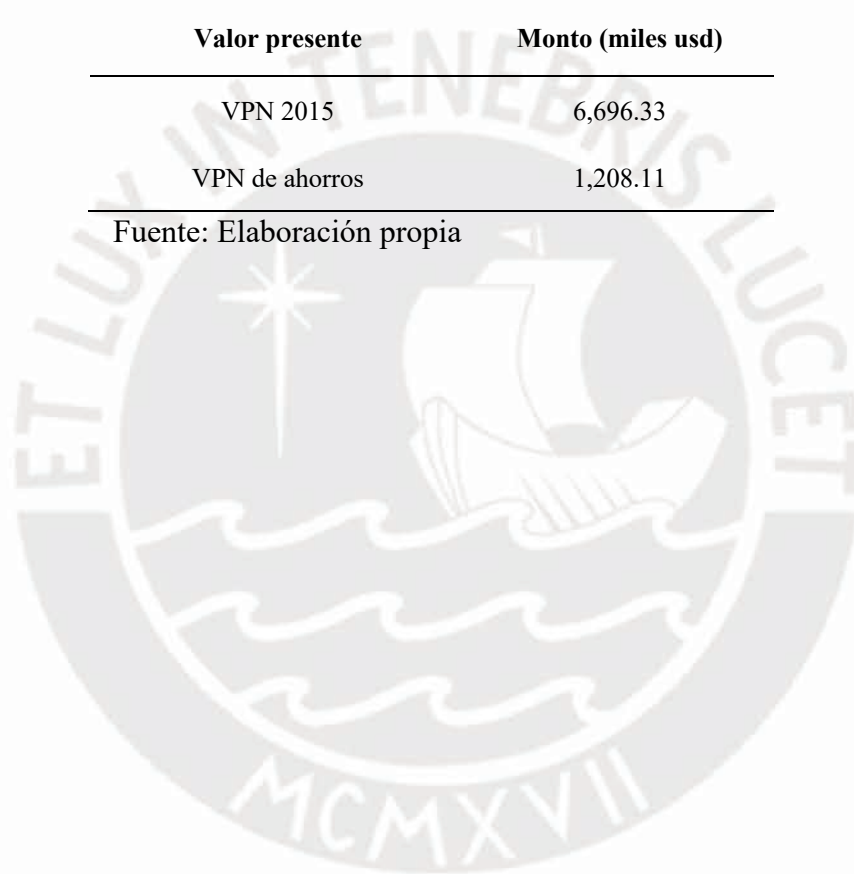 Valor presente Monto (miles usd)
VPN 2015 6,696.33
VPN de ahorros 1,208.11
Fuente: Elaboración propia
ET LUX IN TENEBRIS LUCET
MCMXVII